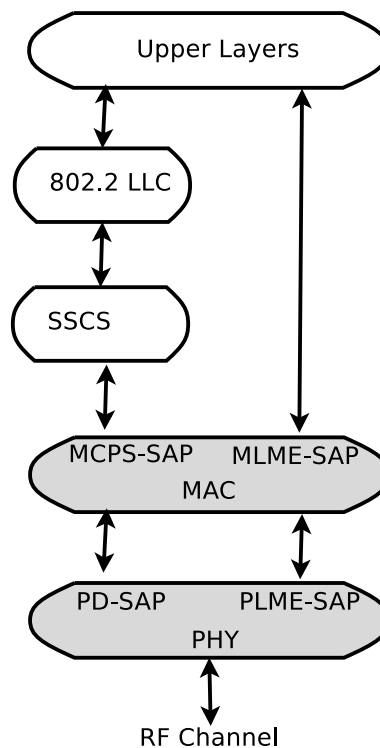 Upper Layers
802.2 LLC
SSCS
MCPS-SAP MLME-SAP
MAC
PD-SAP PLME-SAP
PHY
RF Channel